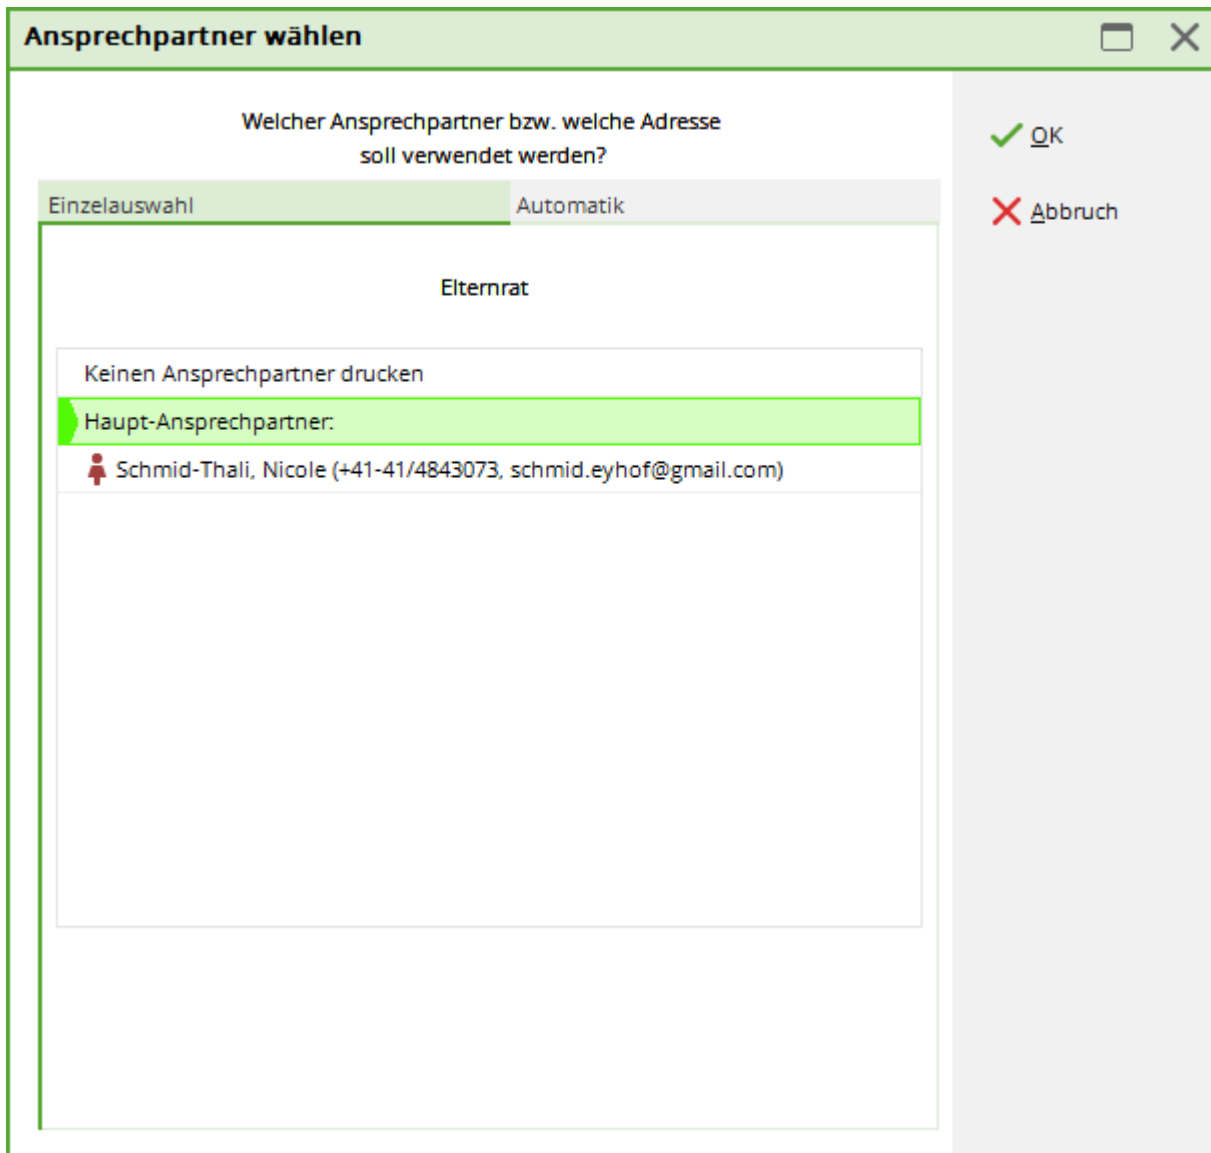 Ansprechpartner wählen
Welcher Ansprechpartner bzw. welche Adresse
soll verwendet werden?
OK
Abbruch
Einzelauswahl
Automatik
Elternrat
Keinen Ansprechpartner drucken
Haupt-Ansprechpartner:
Schmid-Thali, Nicole (+41-41/4843073, schmid.eyhof@gmail.com)